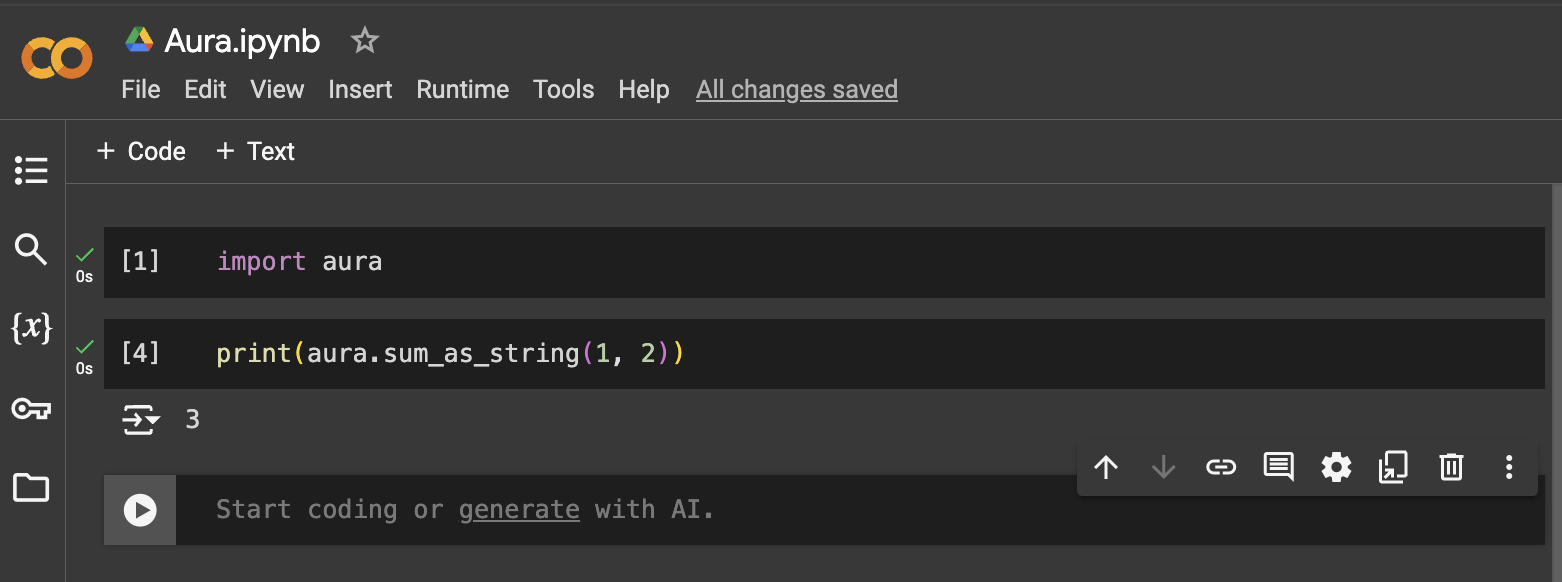 Aura.ipynb
File Edit View Insert Runtime Tools Help All changes saved
+ Code + Text
{x}
0s [1] import aura
0s [4] print(aura.sum_as_string(1, 2))
3
Start coding or generate with AI.